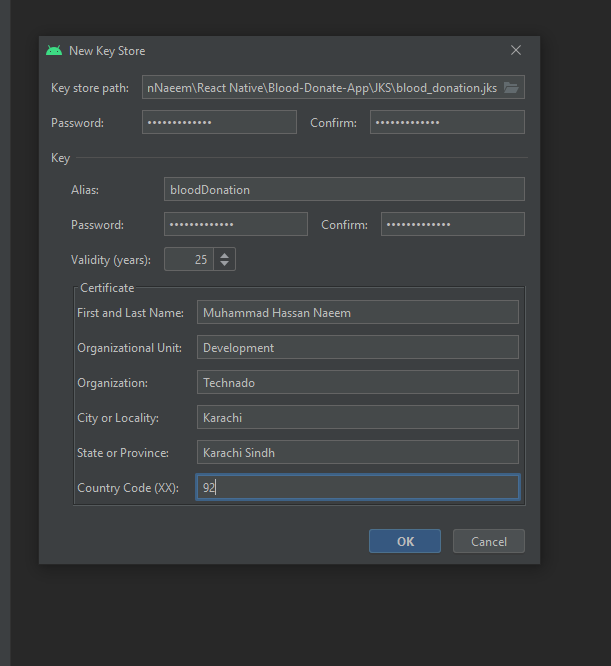 New Key Store
Key store path: nNaeem\React Native\Blood-Donate-App\JKS\blood_donation.jks
Password: ••••••••••••• Confirm: •••••••••••••
Key
Alias: bloodDonation
Password: ••••••••••••• Confirm: •••••••••••••
Validity (years): 25
Certificate
First and Last Name: Muhammad Hassan Naeem
Organizational Unit: Development
Organization: Technado
City or Locality: Karachi
State or Province: Karachi Sindh
Country Code (XX): 92
OK Cancel